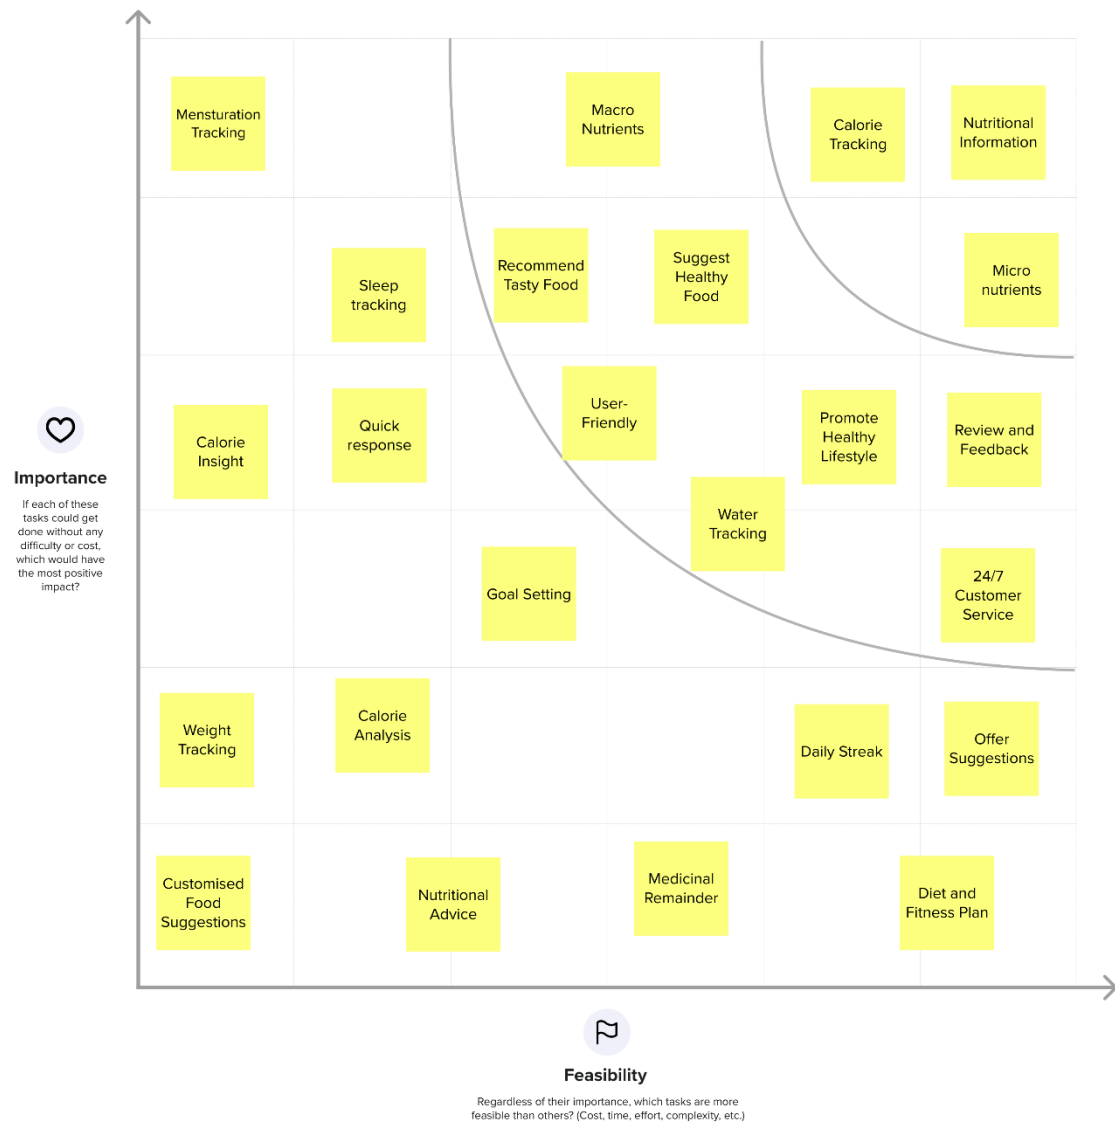 Mensturation
Tracking
Macro
Nutrients
Calorie
Tracking
Nutritional
Information
Sleep
tracking
Recommend
Tasty Food
Suggest
Healthy
Food
Micro
nutrients
Calorie
Insight
Quick
response
User-
Friendly
Promote
Healthy
Lifestyle
Review and
Feedback
Importance
If each of these
tasks could get
done without any
difficulty or cost,
which would have
the most positive
impact?
Water
Tracking
Goal Setting
24/7
Customer
Service
Weight
Tracking
Calorie
Analysis
Daily Streak
Offer
Suggestions
Customised
Food
Suggestions
Nutritional
Advice
Medicinal
Remainder
Diet and
Fitness Plan
Feasibility
Regardless of their importance, which tasks are more
feasible than others? (Cost, time, effort, complexity, etc.)